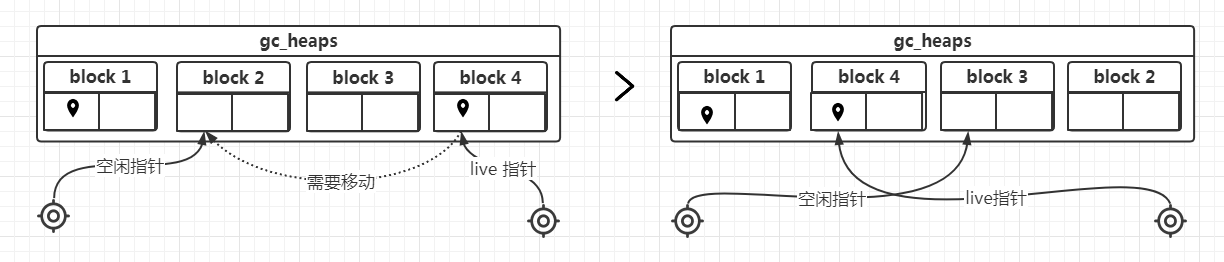 gc_heaps
block 1
block 2
block 3
block 4
空闲指针
需要移动
live 指针
gc_heaps
block 1
block 4
block 3
block 2
空闲指针
live指针